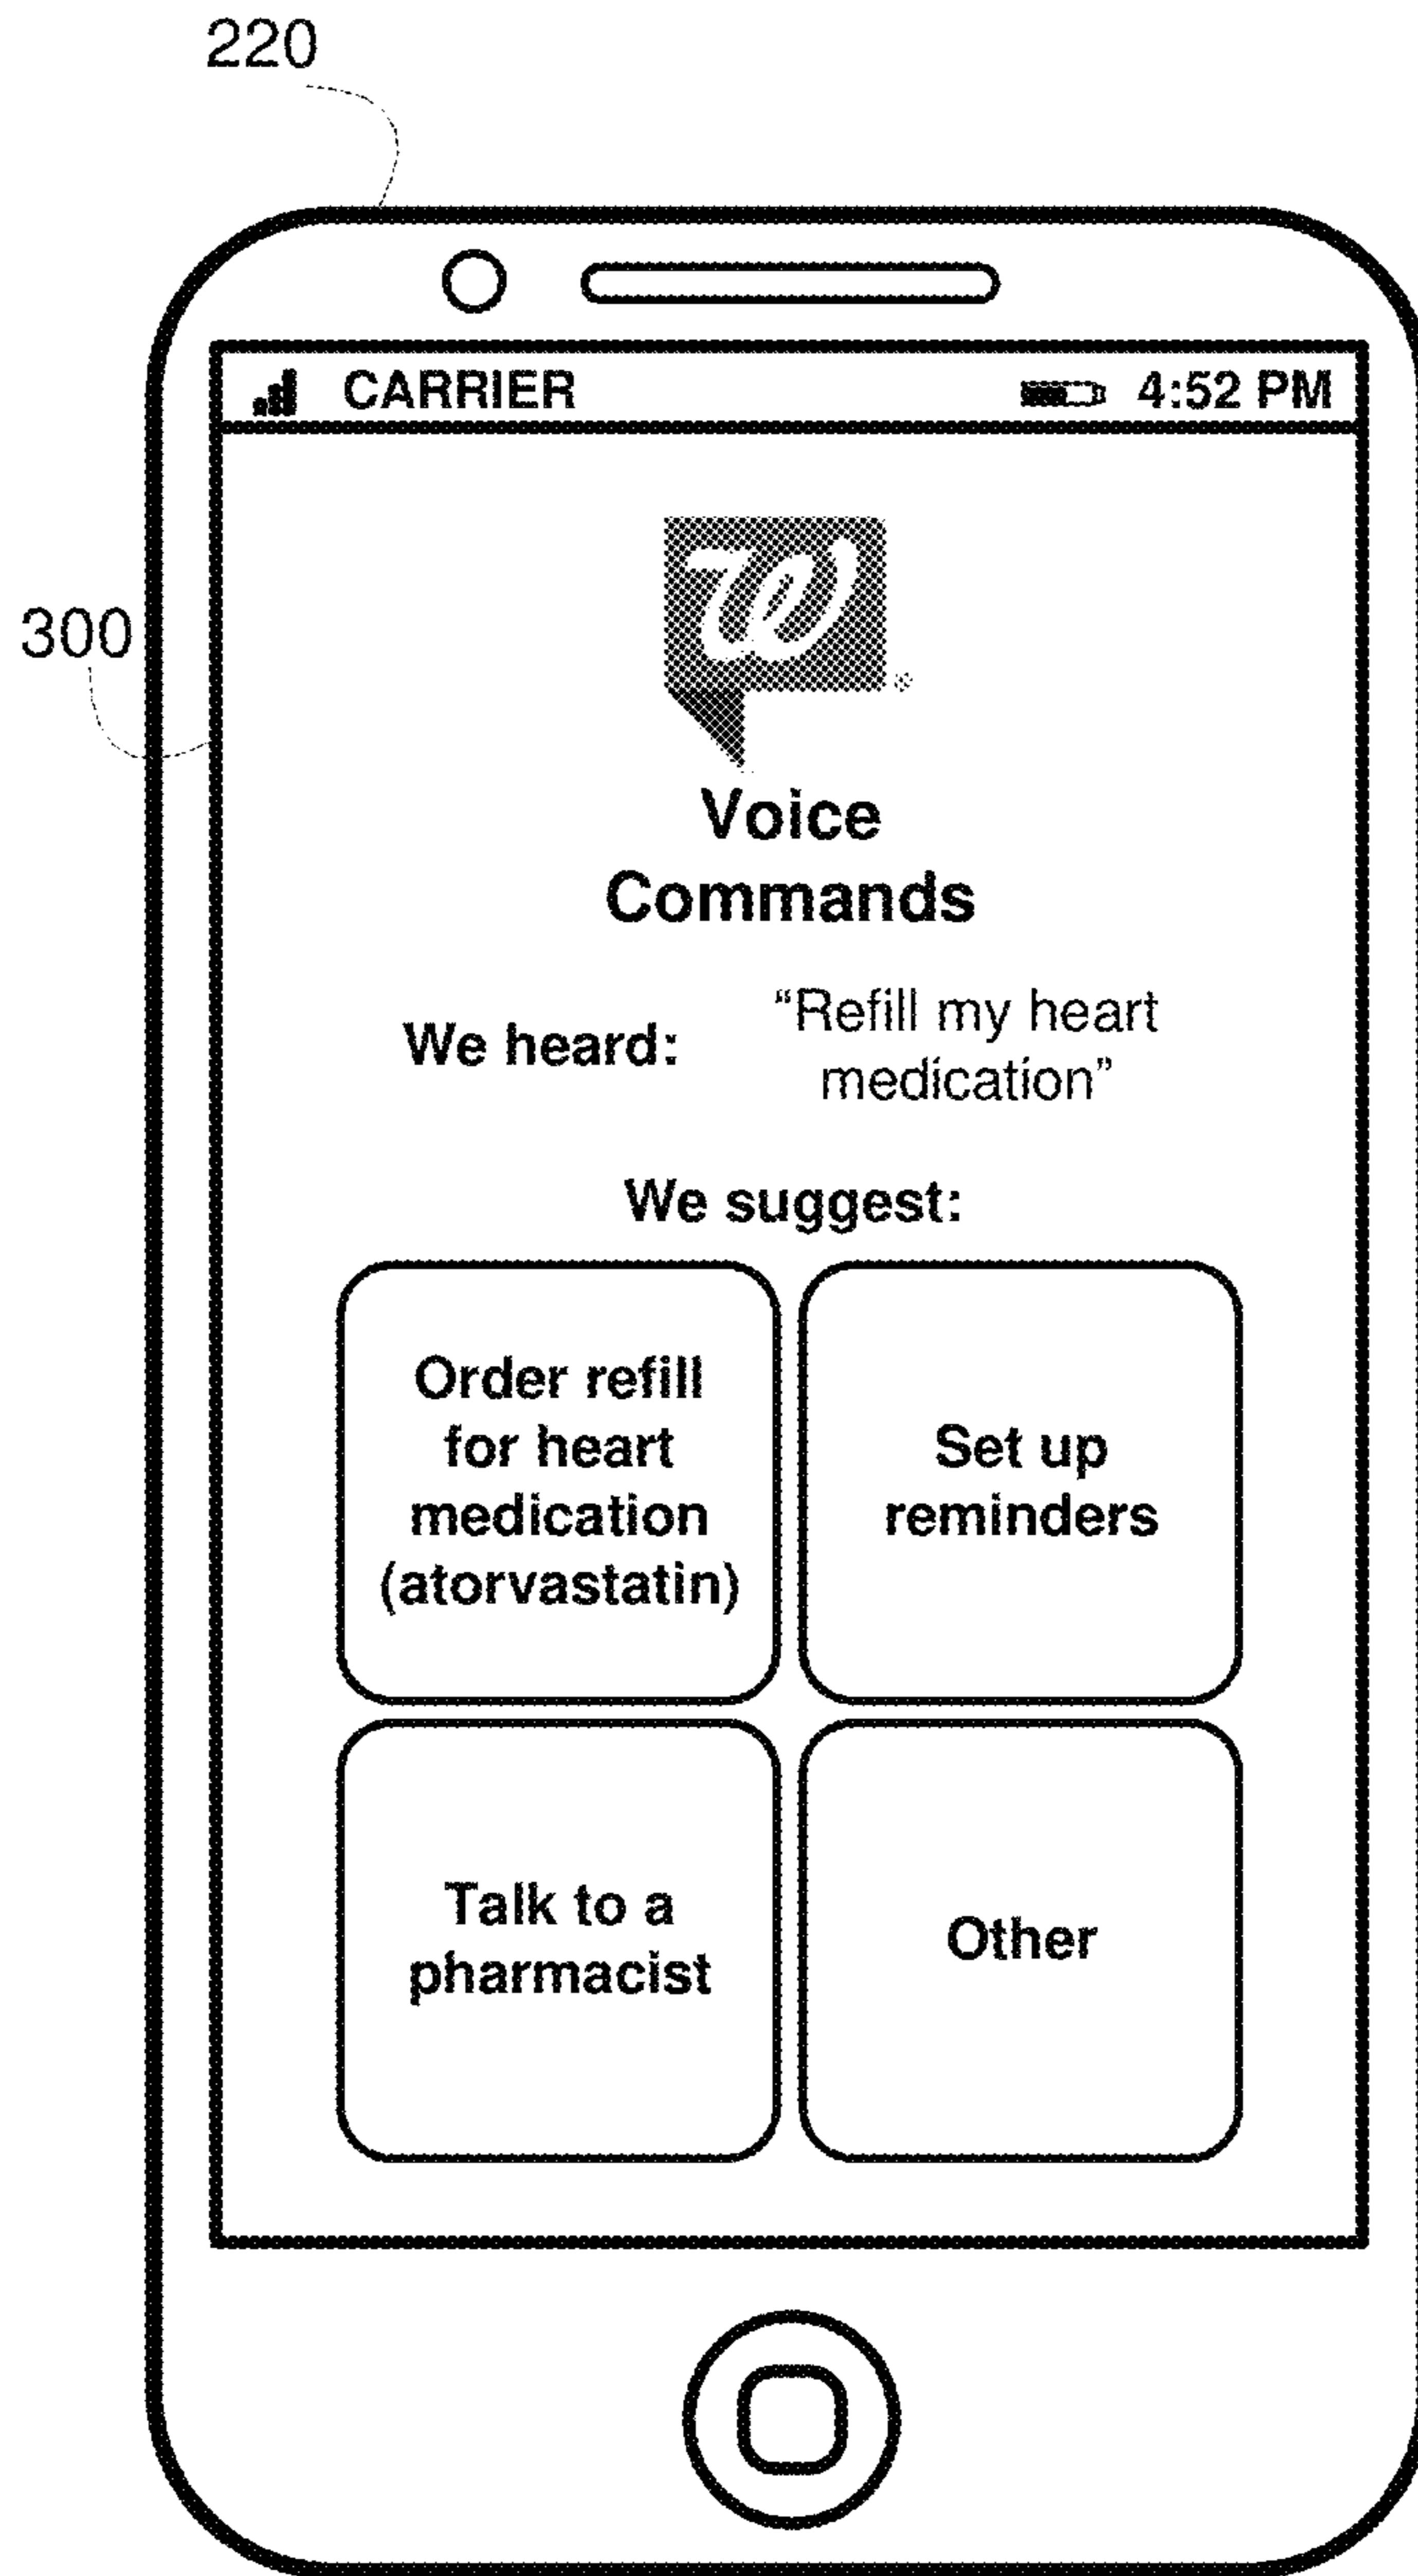 220
CARRIER 4:52 PM
300
W ®
Voice
Commands
We heard: “Refill my heart
medication”
We suggest:
Order refill
for heart
medication
(atorvastatin)
Set up
reminders
Talk to a
pharmacist
Other